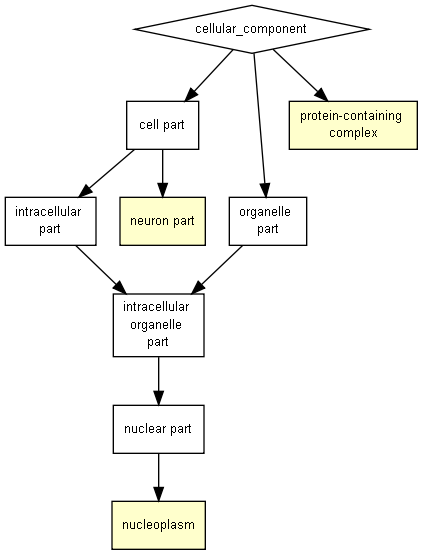 cellular_component
protein-containing
complex
cell part
intracellular
part
neuron part
organelle
part
intracellular
organelle
part
nuclear part
nucleoplasm